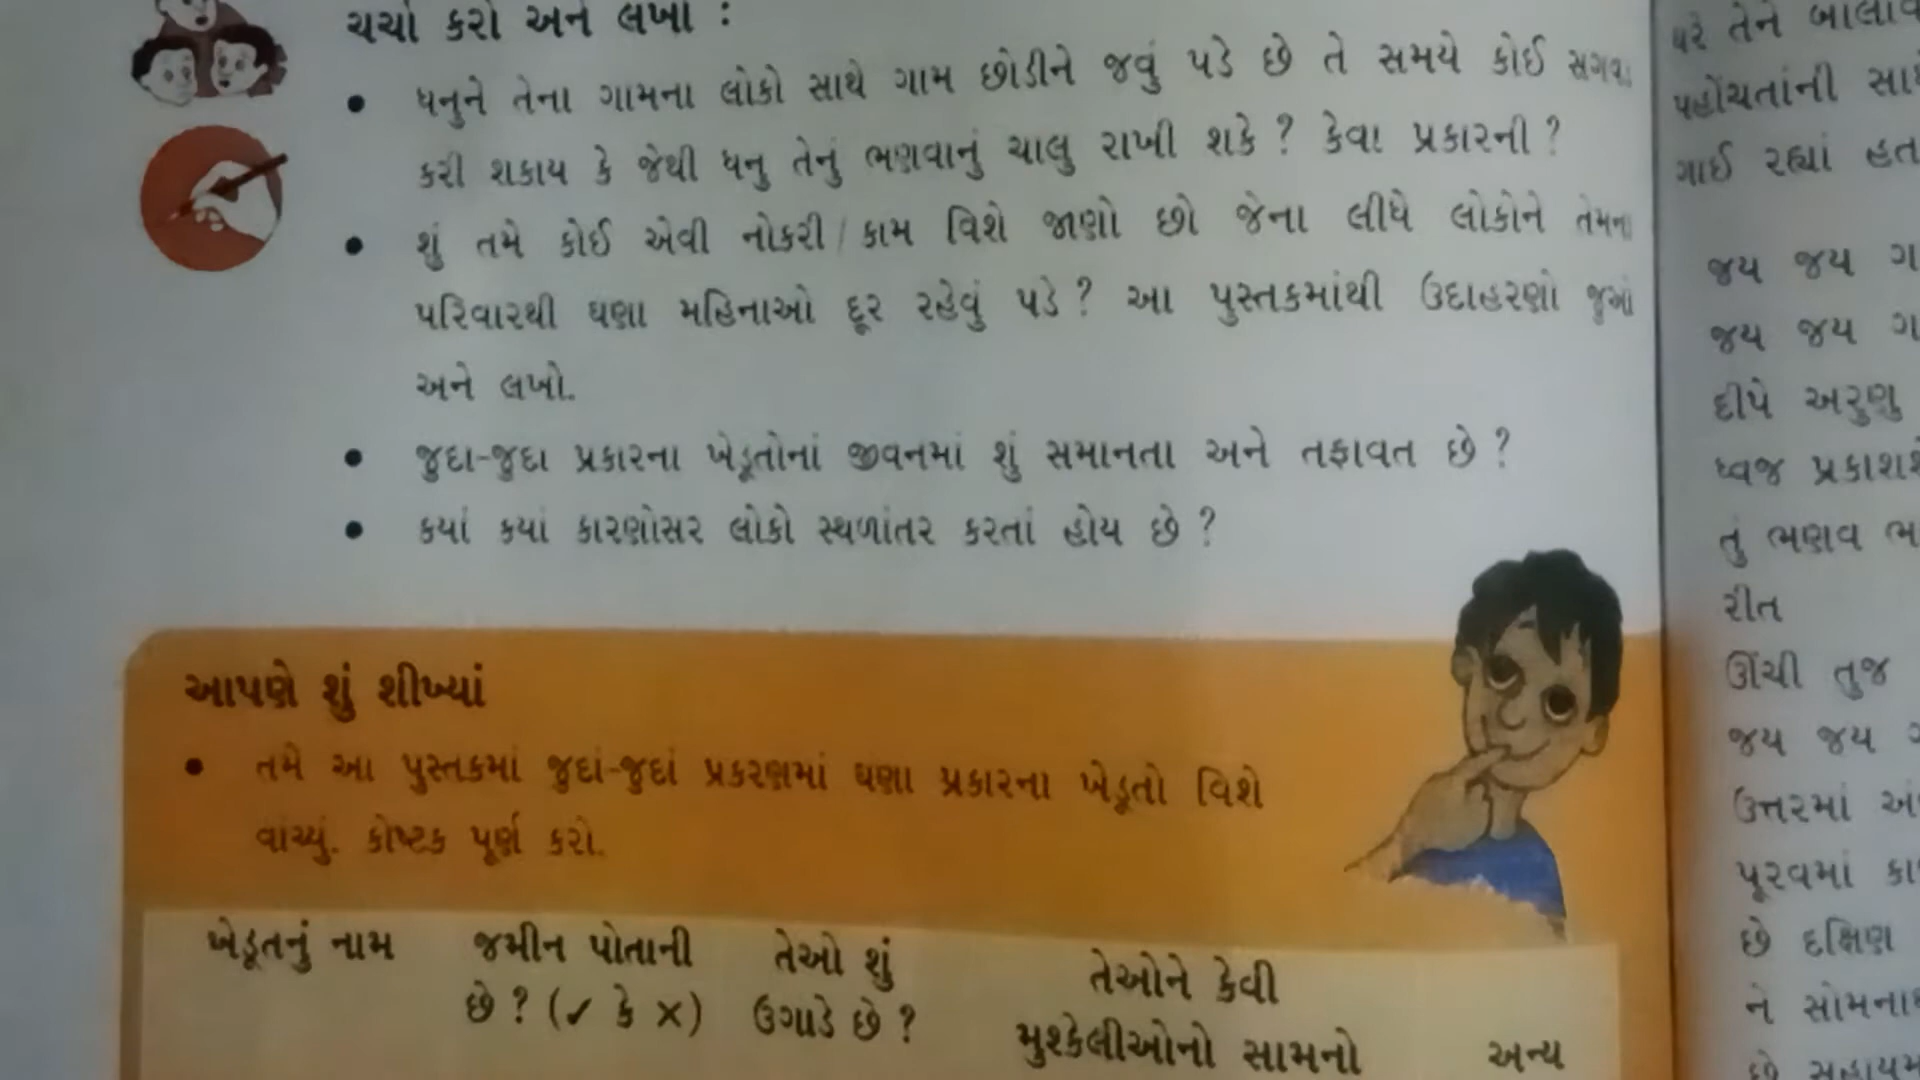 ચર્ચા કરો અને લખો :
• ધનુને તેના ગામના લોકો સાથે ગામ છોડીને જવું પડે છે તે સમયે કોઈ
કરી શકાય કે જેથી ધનુ તેનું ભણવાનું ચાલુ રાખી શકે ? કેવા પ્રકારની ?
• શું તમે કોઈ એવી નોકરી / કામ વિશે જાણો છો જેના લીધે લોકોને તેમના
પરિવારથી ઘણા મહિનાઓ દૂર રહેવું પડે ? આ પુસ્તકમાંથી ઉદાહરણો જુઓ
અને લખો.
• જુદા-જુદા પ્રકારના ખેડૂતોનાં જીવનમાં શું સમાનતા અને તફાવત છે ?
• કયાં કયાં કારણોસર લોકો સ્થળાંતર કરતાં હોય છે ?
આપણે શું શીખ્યાં
• તમે આ પુસ્તકમાં જુદાં-જુદાં પ્રકરણમાં ઘણા પ્રકારના ખેડૂતો વિશે
વાંચ્યું. કોષ્ટક પૂર્ણ કરો.
ખેડૂતનું નામ જમીન પોતાની તેઓ શું તેઓને કેવી
છે ? (✓ કે ×) ઉગાડે છે ? મુશ્કેલીઓનો સામનો અન્ય
ઘરે તેને
પહોંચતાંની
ગાઈ રહ્યાં
જય જય
જય જય
દીપે અરુણુ
ધ્વજ
તું ભણવ
રીત
ઊંચી તુજ
જય જય
ઉત્તરમાં
પૂરવમાં
છે દક્ષિણ
ને
છે